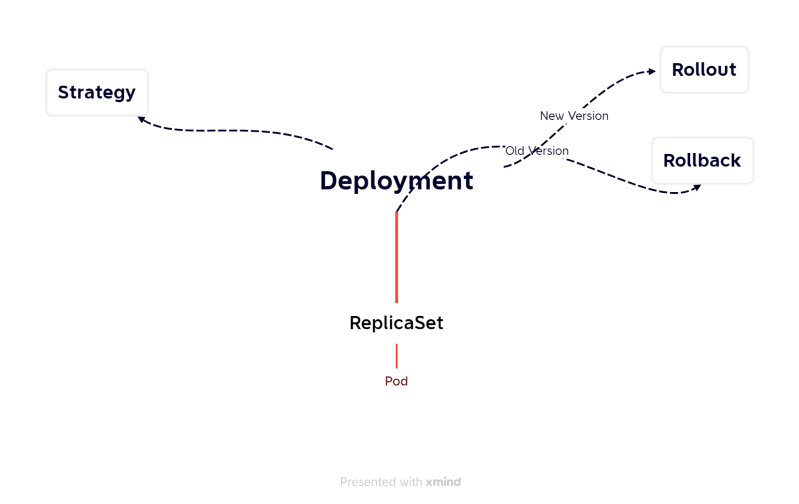 Rollout
Strategy
New Version
Old Version
Rollback
Deployment
ReplicaSet
Pod
Presented with xmind